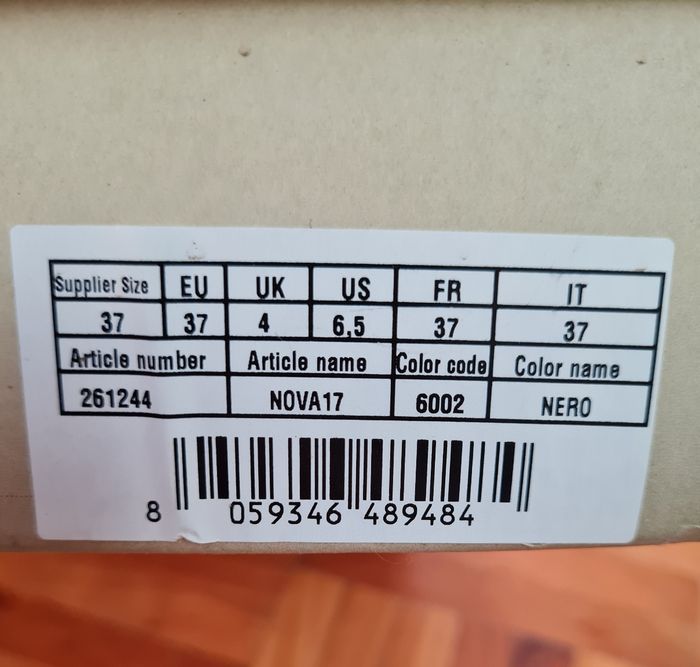 Supplier Size EU UK US FR IT
37 37 4 6,5 37 37
Article number Article name Color code Color name
261244 NOVA17 6002 NERO
8 059346 489484